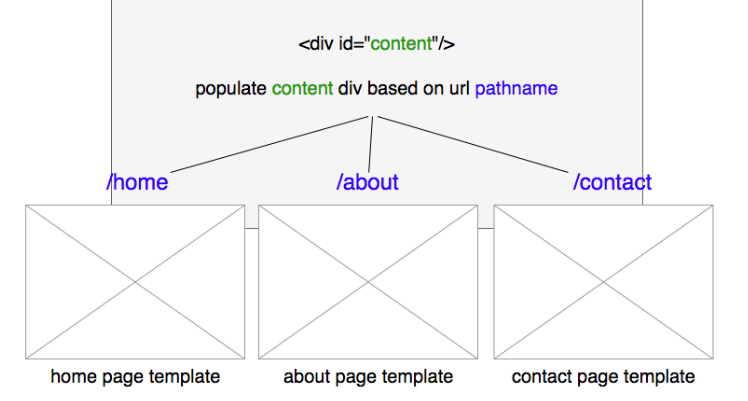 <div id="content"/>
populate content div based on url pathname
/home /about /contact
home page template about page template contact page template